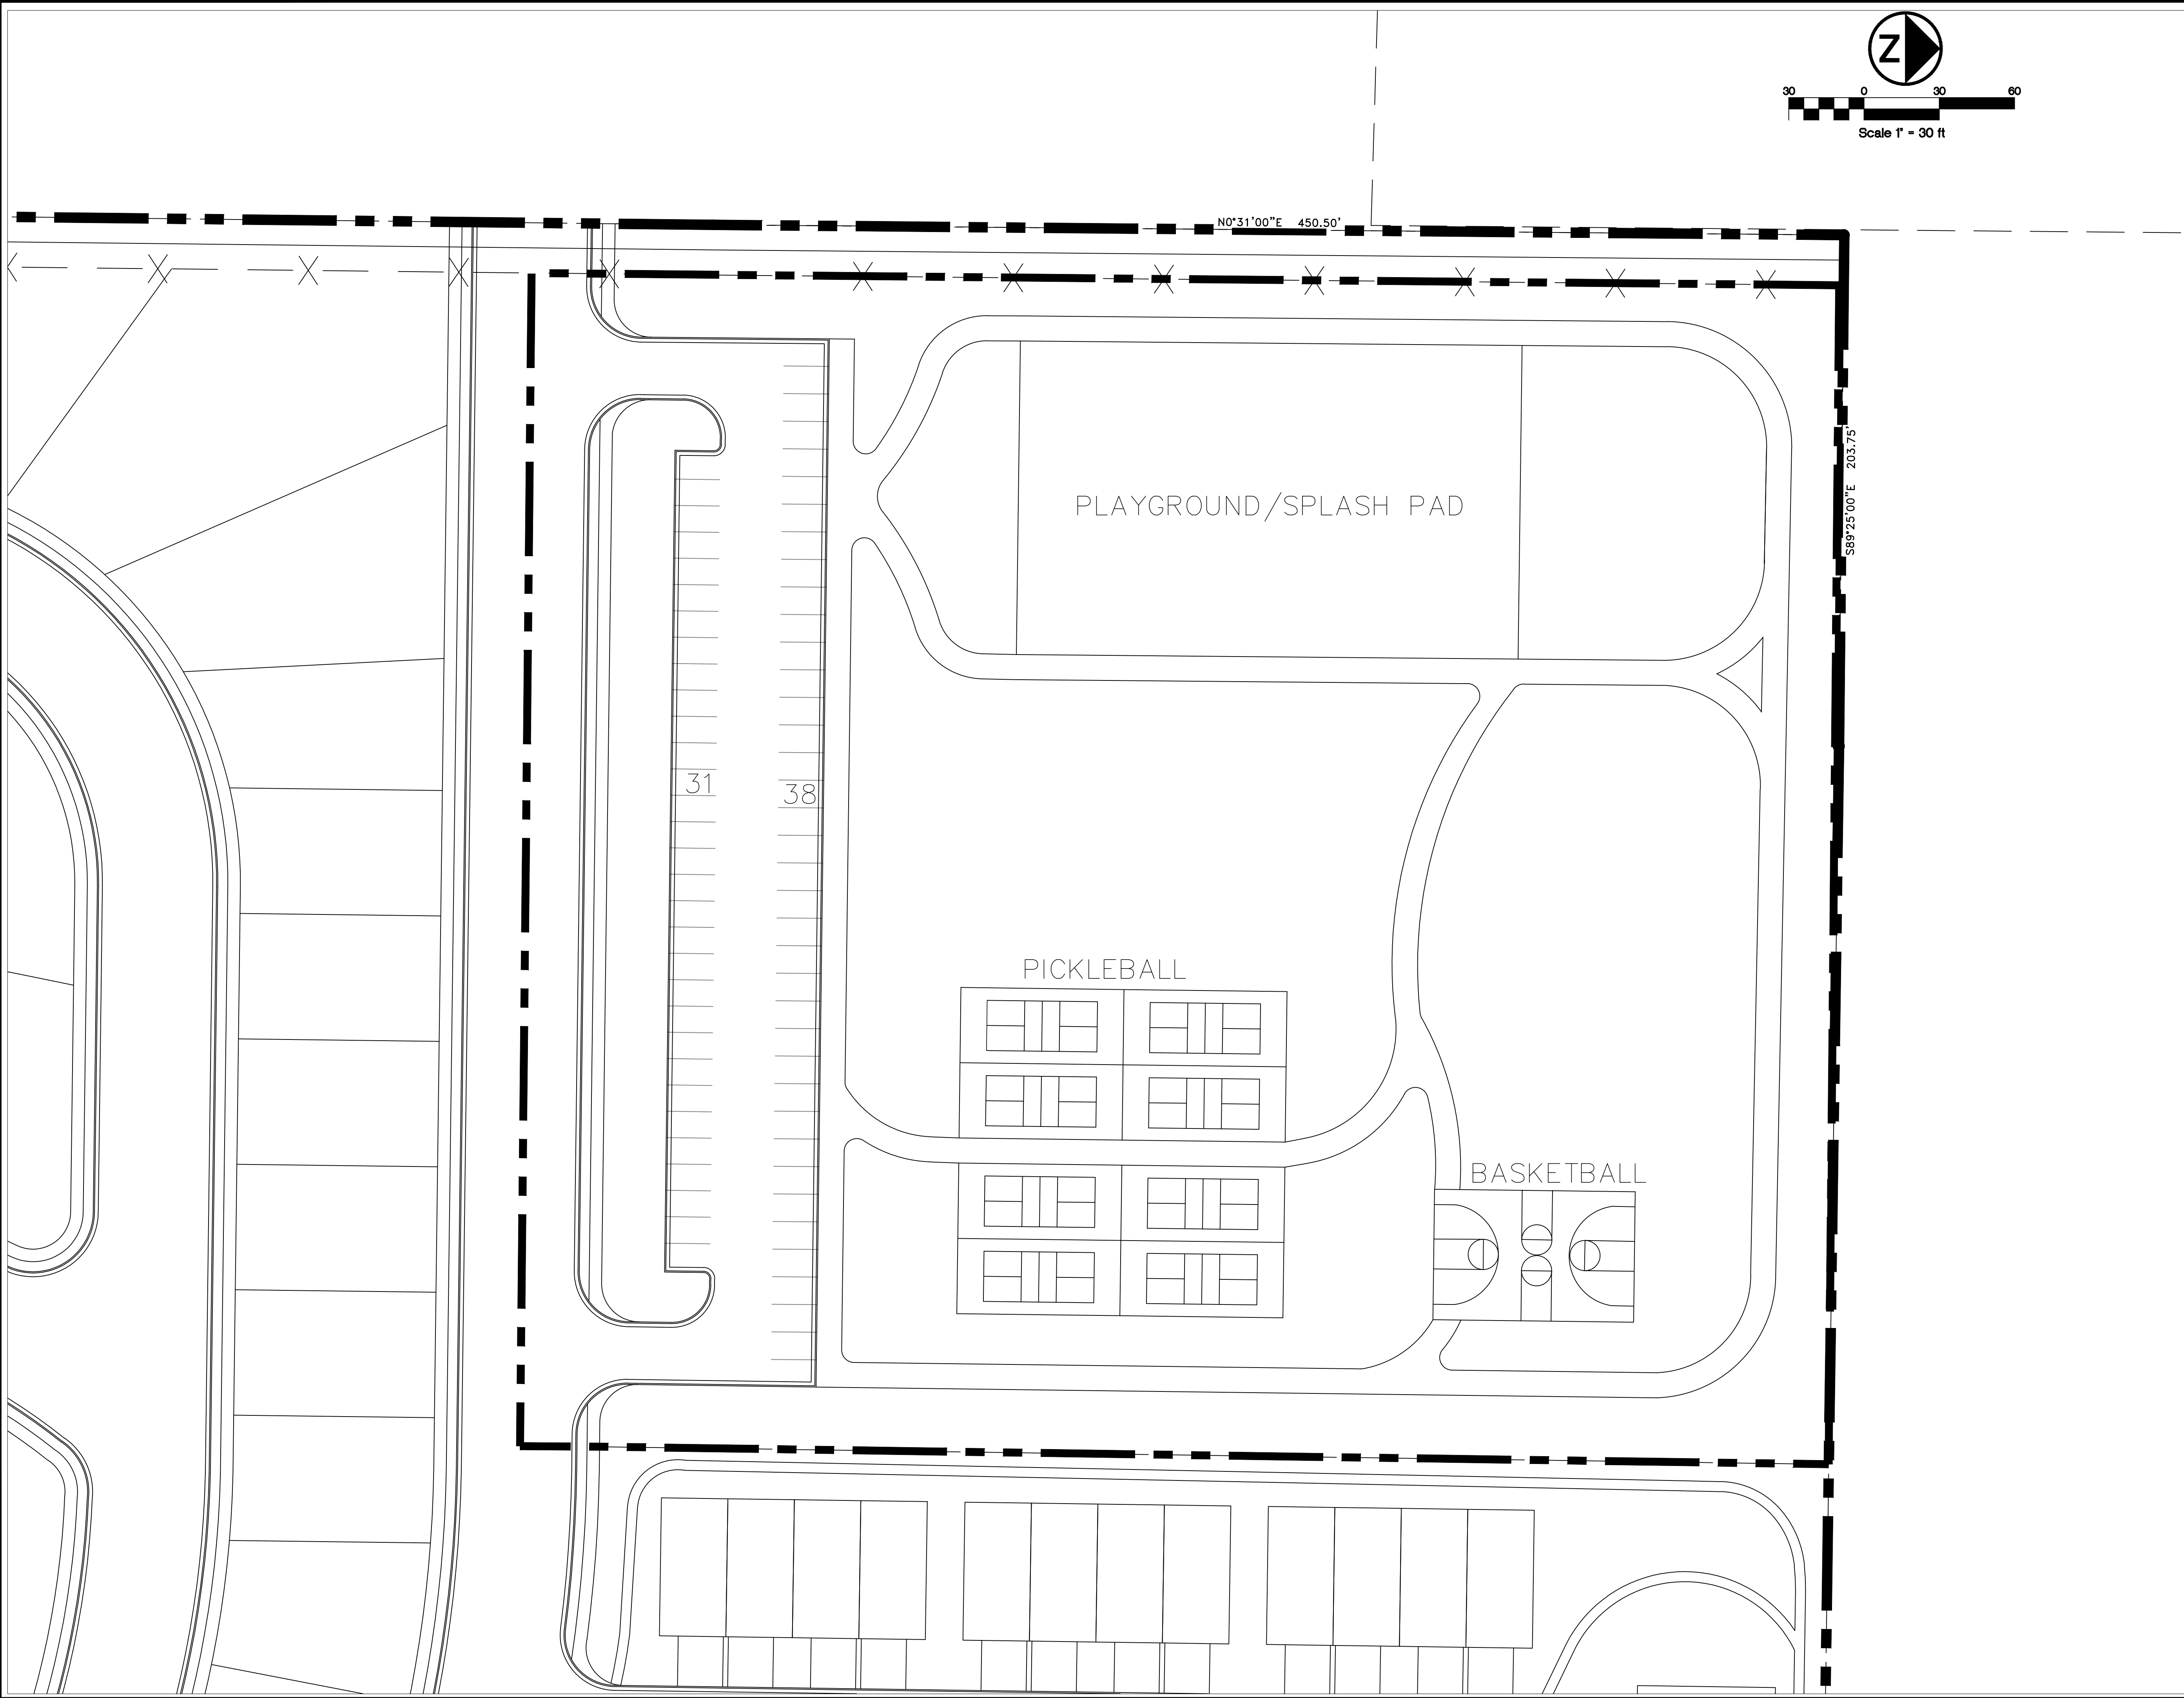 Z
30 0 30 60
Scale 1" = 30 ft
N0°31'00"E 450.50'
S89°25'00"E 203.75'
PLAYGROUND/SPLASH PAD
31
38
PICKLEBALL
BASKETBALL